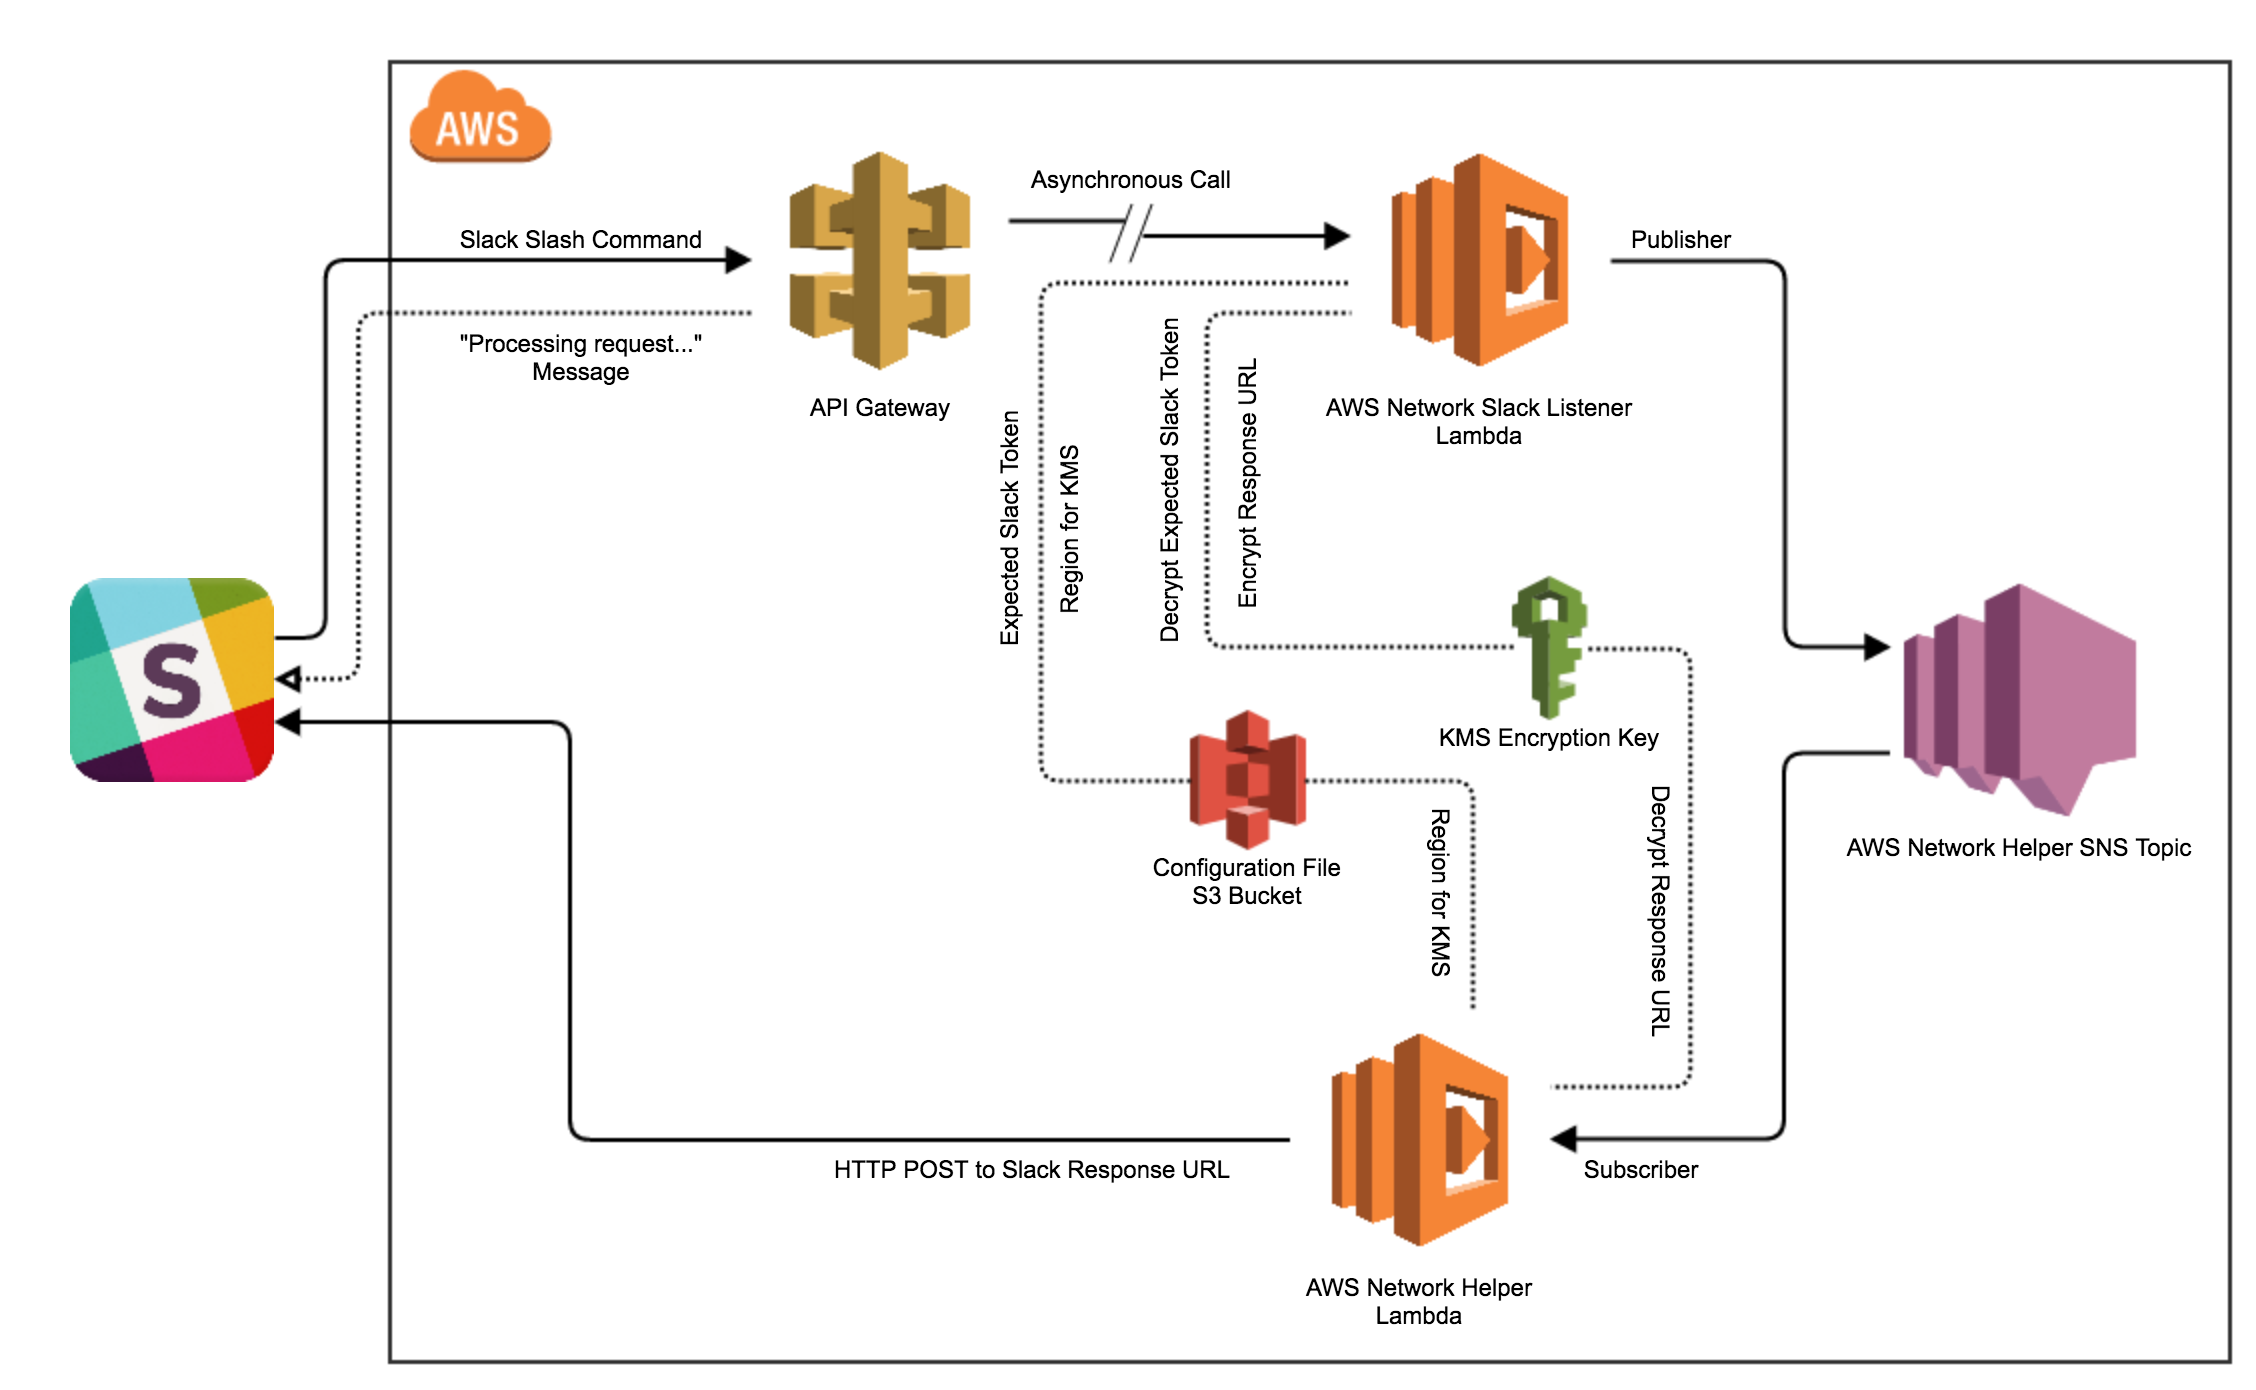 AWS
Asynchronous Call
Slack Slash Command
Publisher
"Processing request..."
Message
API Gateway
AWS Network Slack Listener
Lambda
Expected Slack Token
Region for KMS
Decrypt Expected Slack Token
Encrypt Response URL
S
KMS Encryption Key
Configuration File
S3 Bucket
Region for KMS
Decrypt Response URL
AWS Network Helper SNS Topic
HTTP POST to Slack Response URL
Subscriber
AWS Network Helper
Lambda